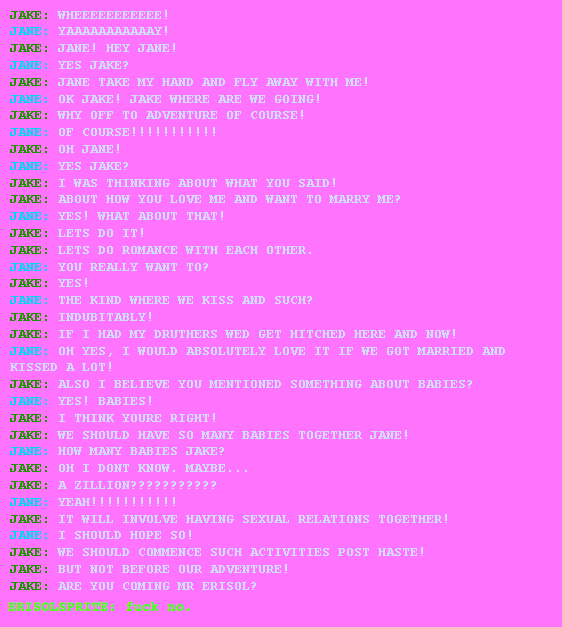 JAKE: WHEEEEEEEEEEE!
JANE: YAAAAAAAAAAAY!
JAKE: JANE! HEY JANE!
JANE: YES JAKE?
JAKE: JANE TAKE MY HAND AND FLY AWAY WITH ME!
JANE: OK JAKE! JAKE WHERE ARE WE GOING!
JAKE: WHY OFF TO ADVENTURE OF COURSE!
JANE: OF COURSE!!!!!!!!!!!
JAKE: OH JANE!
JANE: YES JAKE?
JAKE: I WAS THINKING ABOUT WHAT YOU SAID!
JAKE: ABOUT HOW YOU LOVE ME AND WANT TO MARRY ME?
JANE: YES! WHAT ABOUT THAT!
JAKE: LETS DO IT!
JAKE: LETS DO ROMANCE WITH EACH OTHER.
JANE: YOU REALLY WANT TO?
JAKE: YES!
JANE: THE KIND WHERE WE KISS AND SUCH?
JAKE: INDUBITABLY!
JAKE: IF I HAD MY DRUTHERS WED GET HITCHED HERE AND NOW!
JANE: OH YES, I WOULD ABSOLUTELY LOVE IT IF WE GOT MARRIED AND
KISSED A LOT!
JAKE: ALSO I BELIEVE YOU MENTIONED SOMETHING ABOUT BABIES?
JANE: YES! BABIES!
JAKE: I THINK YOURE RIGHT!
JAKE: WE SHOULD HAVE SO MANY BABIES TOGETHER JANE!
JANE: HOW MANY BABIES JAKE?
JAKE: OH I DONT KNOW. MAYBE...
JAKE: A ZILLION???????????
JANE: YEAH!!!!!!!!!!!
JAKE: IT WILL INVOLVE HAVING SEXUAL RELATIONS TOGETHER!
JANE: I SHOULD HOPE SO!
JAKE: WE SHOULD COMMENCE SUCH ACTIVITIES POST HASTE!
JAKE: BUT NOT BEFORE OUR ADVENTURE!
JAKE: ARE YOU COMING MR ERISOL?
ERISOLSPRITE: fuck no.